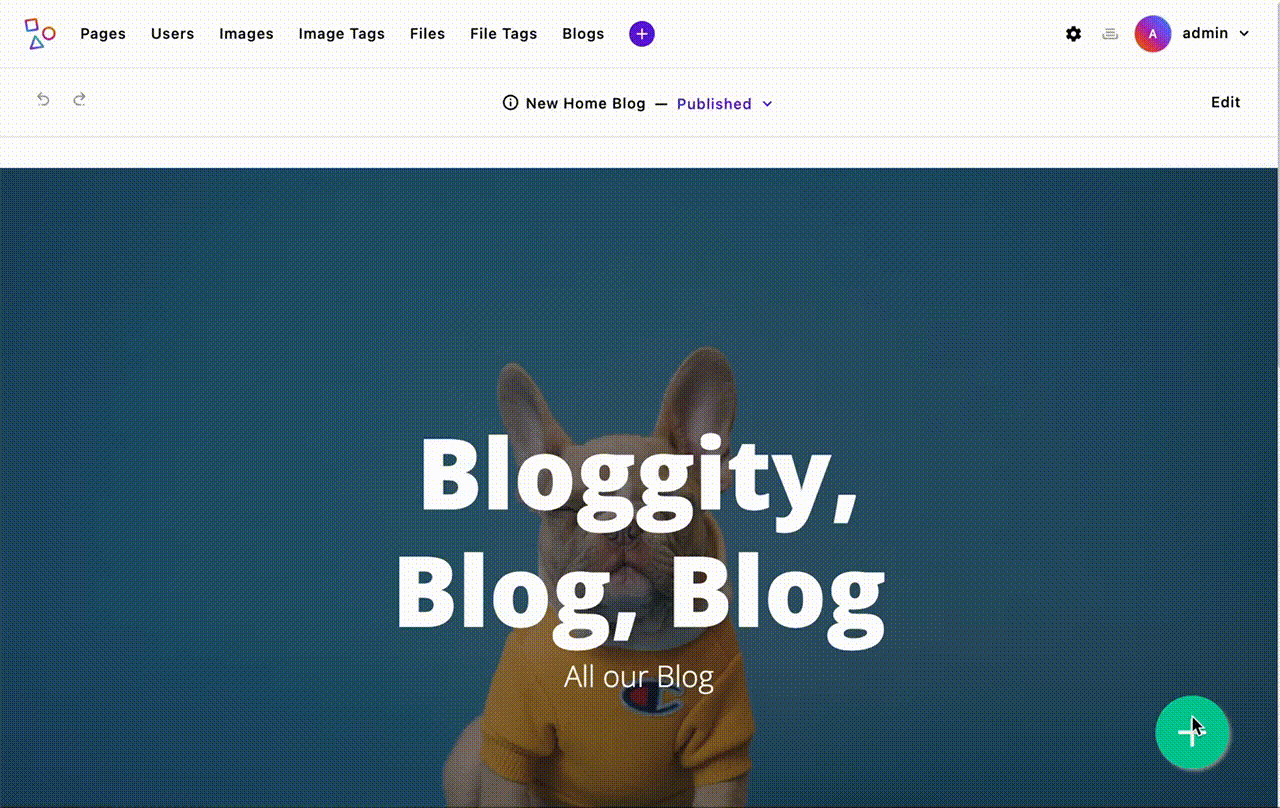 Pages Users Images Image Tags Files File Tags Blogs
A admin
New Home Blog — Published
Edit
Bloggity,
Blog, Blog
All our Blog